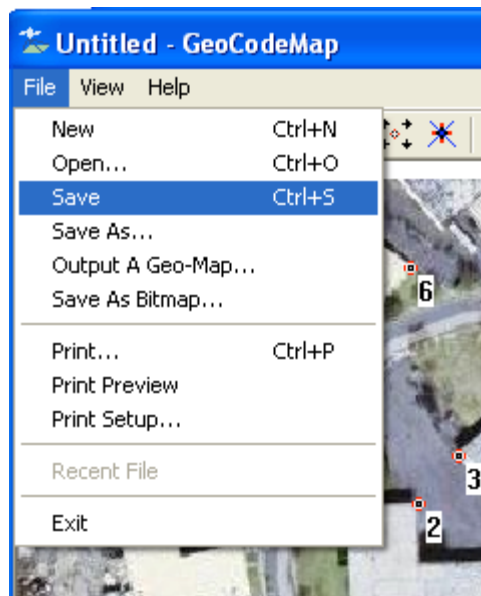 Untitled - GeoCodeMap
File View Help
New Ctrl+N
Open... Ctrl+O
Save Ctrl+S
Save As...
Output A Geo-Map...
Save As Bitmap...
Print... Ctrl+P
Print Preview
Print Setup...
Recent File
Exit
6
3
2